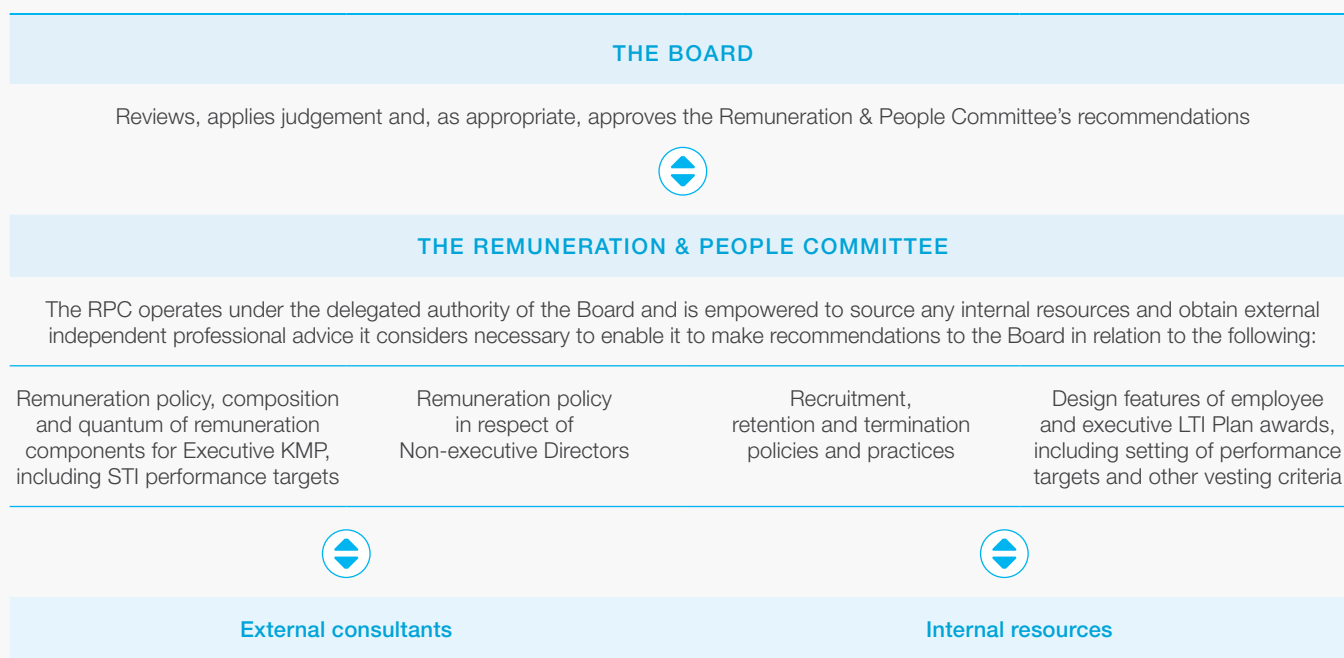 THE BOARD
Reviews, applies judgement and, as appropriate, approves the Remuneration & People Committee’s recommendations
THE REMUNERATION & PEOPLE COMMITTEE
The RPC operates under the delegated authority of the Board and is empowered to source any internal resources and obtain external
independent professional advice it considers necessary to enable it to make recommendations to the Board in relation to the following:
Remuneration policy, composition
and quantum of remuneration
components for Executive KMP,
including STI performance targets
Remuneration policy
in respect of
Non-executive Directors
Recruitment,
retention and termination
policies and practices
Design features of employee
and executive LTI Plan awards,
including setting of performance
targets and other vesting criteria
External consultants
Internal resources